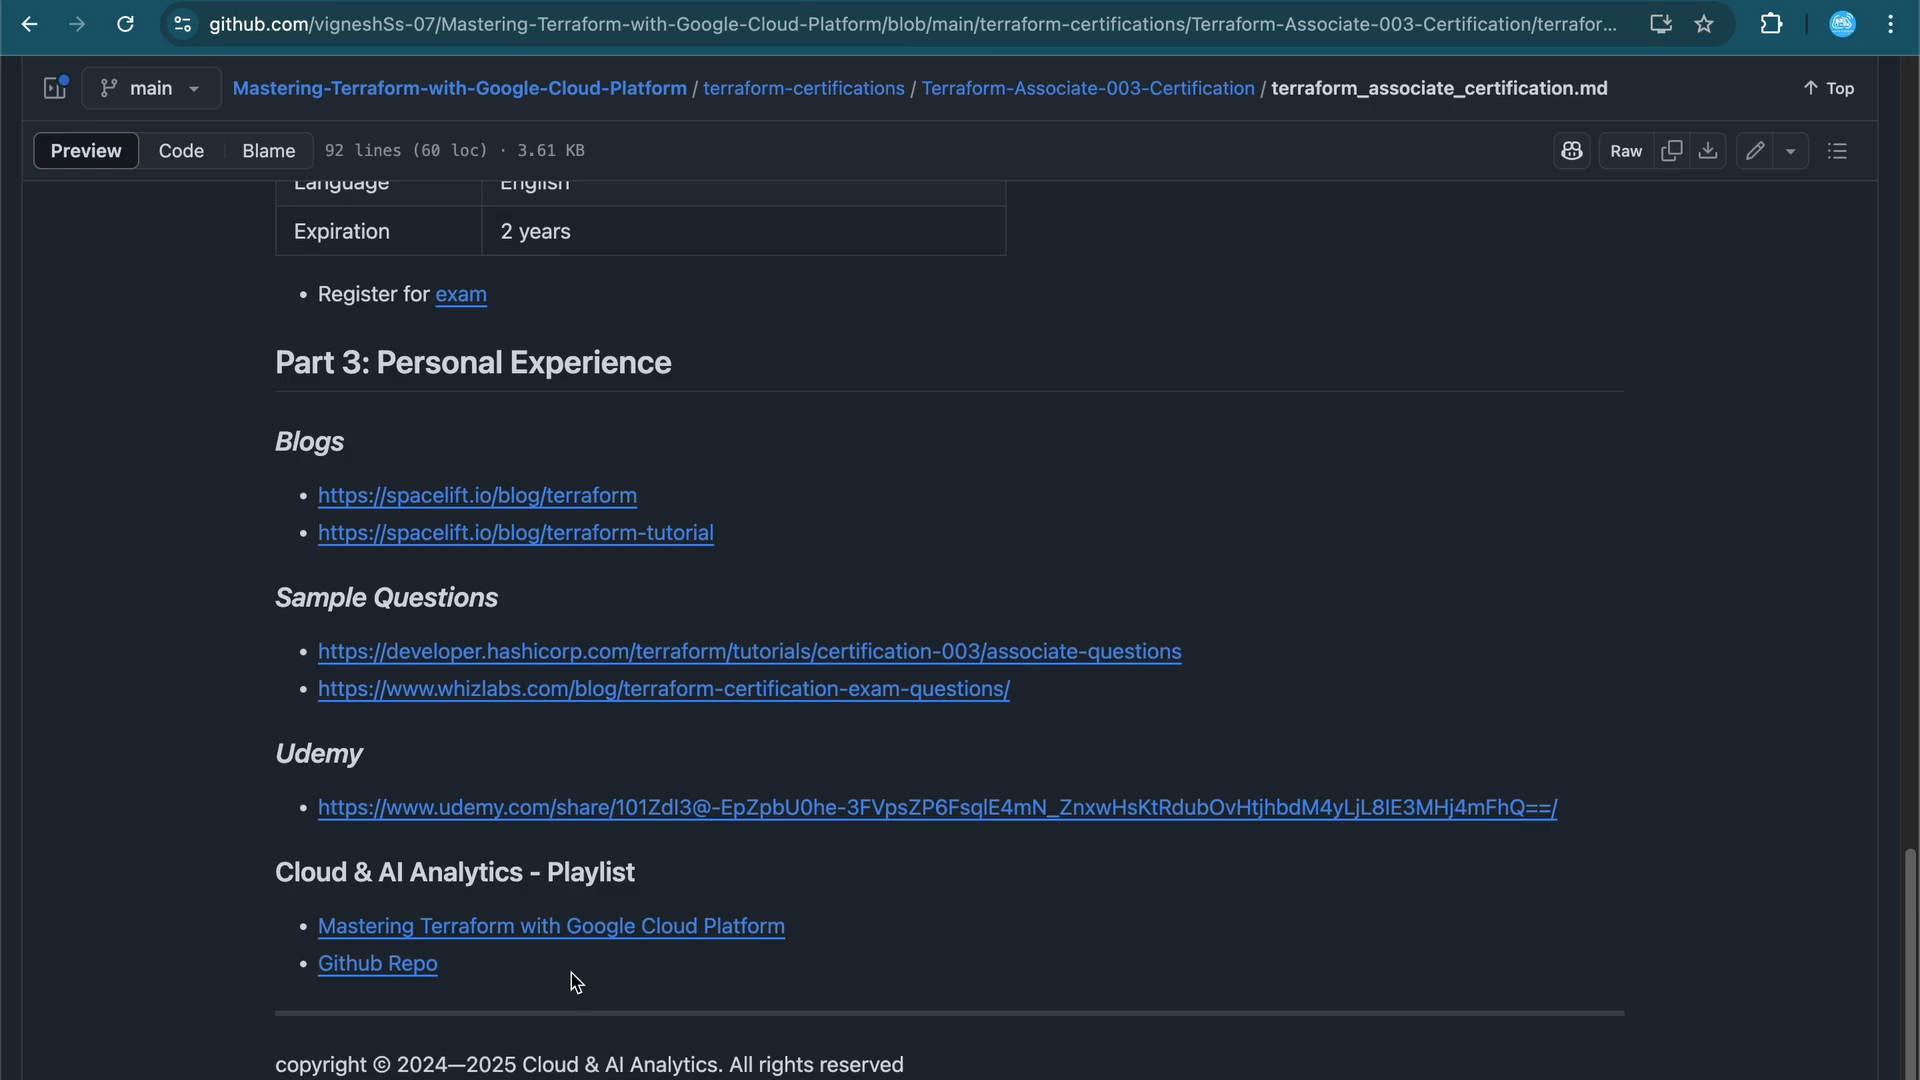 github.com/vigneshSs-07/Mastering-Terraform-with-Google-Cloud-Platform/blob/main/terraform-certifications/Terraform-Associate-003-Certification/terrafor...
main Mastering-Terraform-with-Google-Cloud-Platform / terraform-certifications / Terraform-Associate-003-Certification / terraform_associate_certification.md Top
Preview Code Blame 92 lines (60 loc) · 3.61 KB Raw
Language English
Expiration 2 years
• Register for exam
Part 3: Personal Experience
Blogs
• https://spacelift.io/blog/terraform
• https://spacelift.io/blog/terraform-tutorial
Sample Questions
• https://developer.hashicorp.com/terraform/tutorials/certification-003/associate-questions
• https://www.whizlabs.com/blog/terraform-certification-exam-questions/
Udemy
• https://www.udemy.com/share/101ZdI3@-EpZpbU0he-3FVpsZP6FsqlE4mN_ZnxwHsKtRdubOvHtjhbdM4yLjL8IE3MHj4mFhQ==/
Cloud & AI Analytics - Playlist
• Mastering Terraform with Google Cloud Platform
• Github Repo
copyright © 2024—2025 Cloud & AI Analytics. All rights reserved